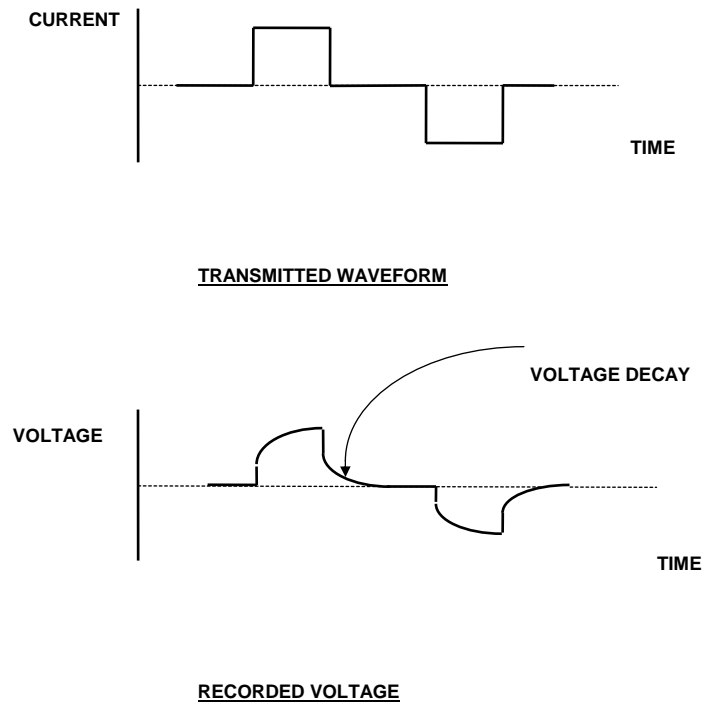 CURRENT
TIME
TRANSMITTED WAVEFORM
VOLTAGE DECAY
VOLTAGE
TIME
RECORDED VOLTAGE